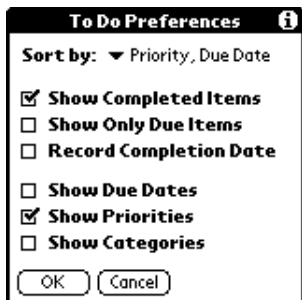 To Do Preferences
Sort by: Priority, Due Date
Show Completed Items
Show Only Due Items
Record Completion Date
Show Due Dates
Show Priorities
Show Categories
OK Cancel